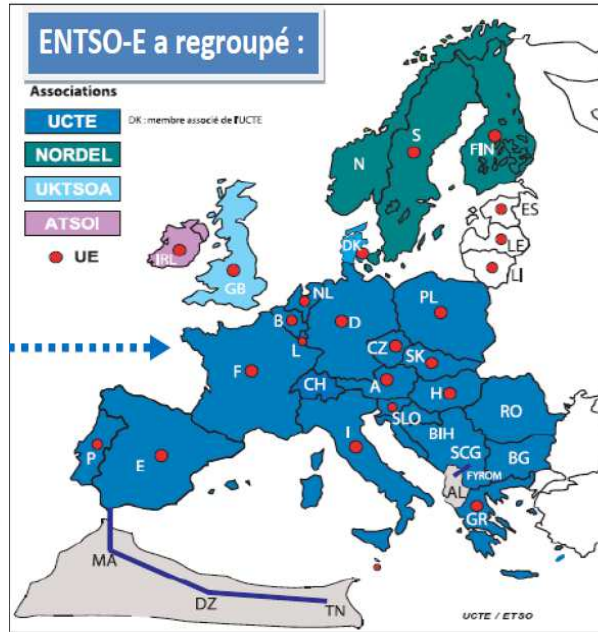 ENTSO-E a regroupé :
Associations
UCTE
DK : membre associé de l'UCTE
NORDEL
UKTSOA
ATSOI
UE
N
S
FIN
ES
LE
LI
IRL
GB
DK
NL
B
L
D
PL
CZ
SK
F
CH
A
H
RO
SLO
BIH
SCG
BG
FYROM
AL
GR
I
P
E
MA
DZ
TN
UCTE / ETSO